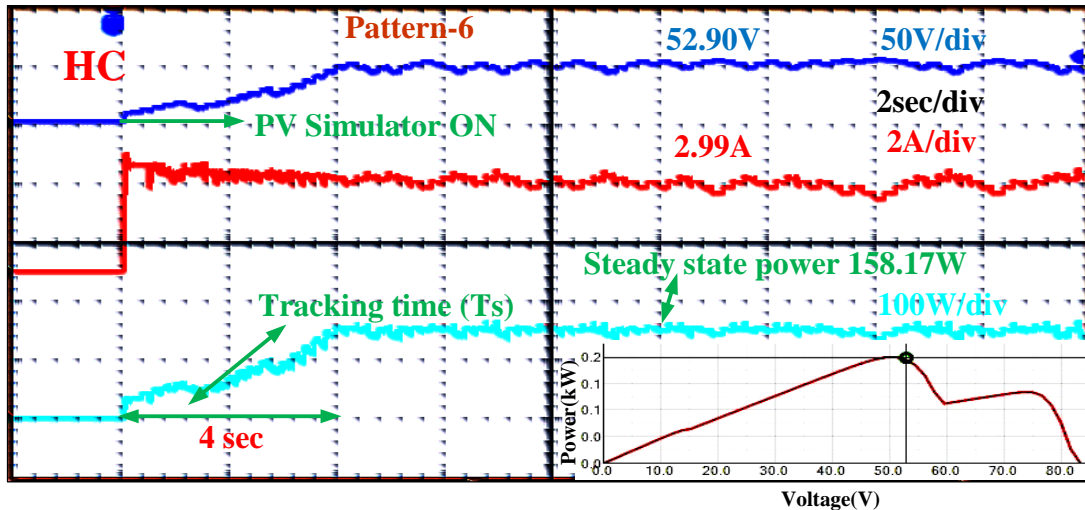 Pattern-6
52.90V
50V/div
HC
2sec/div
PV Simulator ON
2.99A
2A/div
Steady state power 158.17W
Tracking time (Ts)
100W/div
4 sec
Power(kW)
0.2
0.1
0.1
0.0
0.0
0.0 10.0 20.0 30.0 40.0 50.0 60.0 70.0 80.0
Voltage(V)